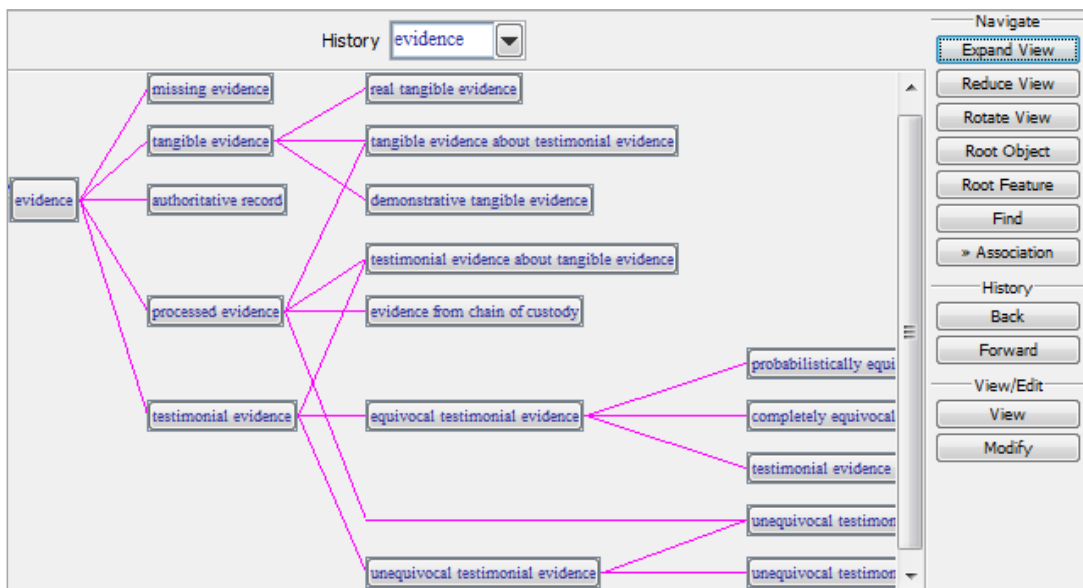 History evidence
missing evidence
real tangible evidence
tangible evidence
tangible evidence about testimonial evidence
evidence
authoritative record
demonstrative tangible evidence
testimonial evidence about tangible evidence
processed evidence
evidence from chain of custody
probabilistically equi
testimonial evidence
equivocal testimonial evidence
completely equivocal
testimonial evidence
unequivocal testimon
unequivocal testimonial evidence
unequivocal testimon
Navigate
Expand View
Reduce View
Rotate View
Root Object
Root Feature
Find
» Association
History
Back
Forward
View/Edit
View
Modify